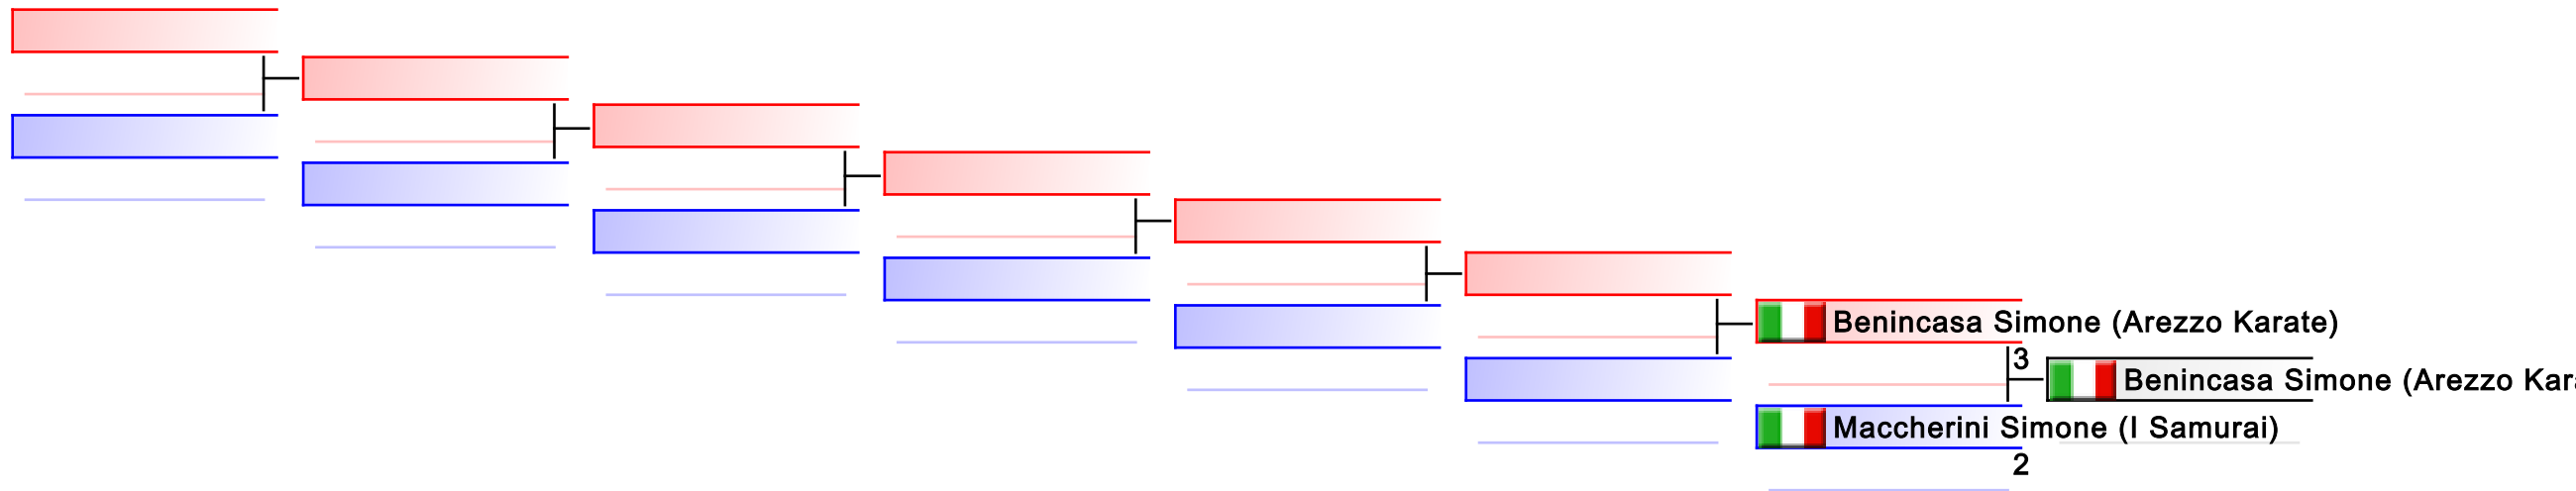 Benincasa Simone (Arezzo Karate)
3
Benincasa Simone (Arezzo Kar
Maccherini Simone (I Samurai)
2